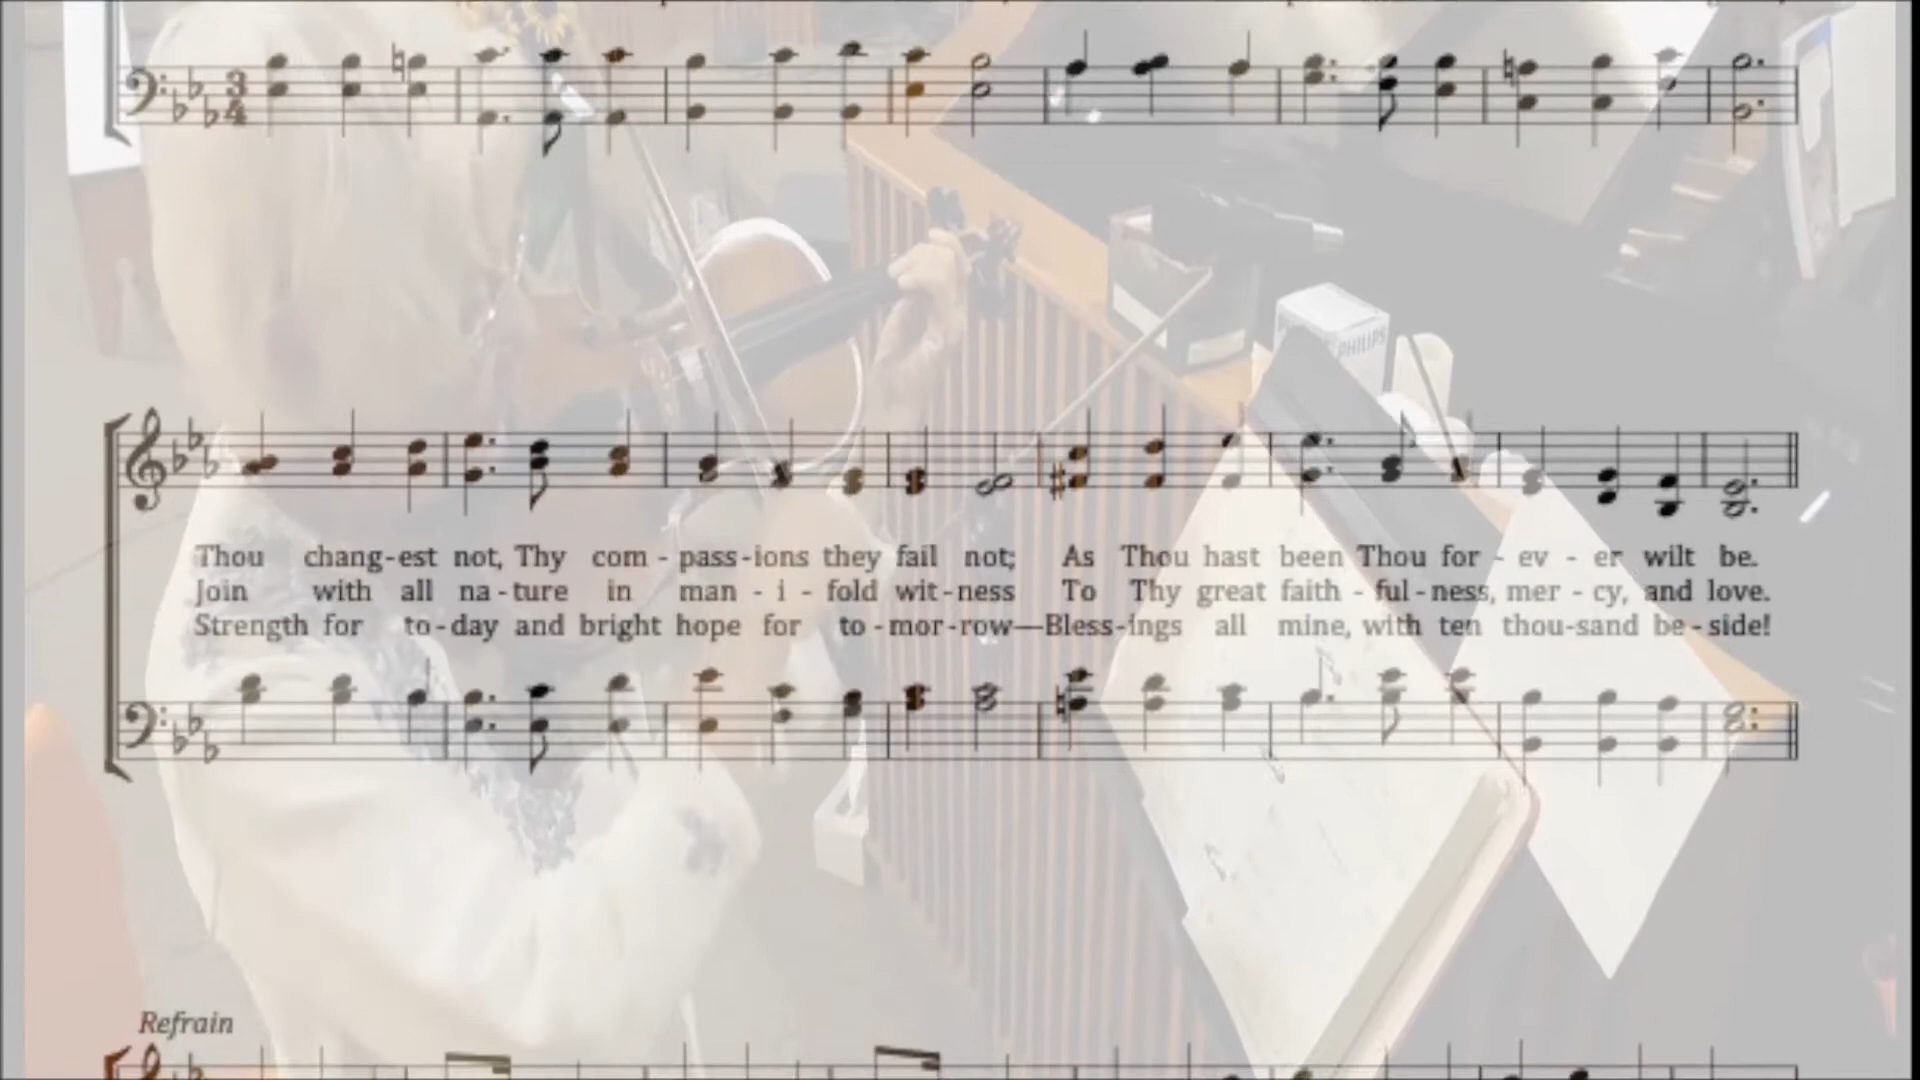 3
4
PHILIPS
Thou chang-est not, Thy com - pass-ions they fail not; As Thou hast been Thou for - ev - er wilt be.
Join with all na-ture in man - i - fold wit-ness To Thy great faith - ful-ness, mer - cy, and love.
Strength for to-day and bright hope for to-mor-row—Bless-ings all mine, with ten thou-sand be-side!
Refrain